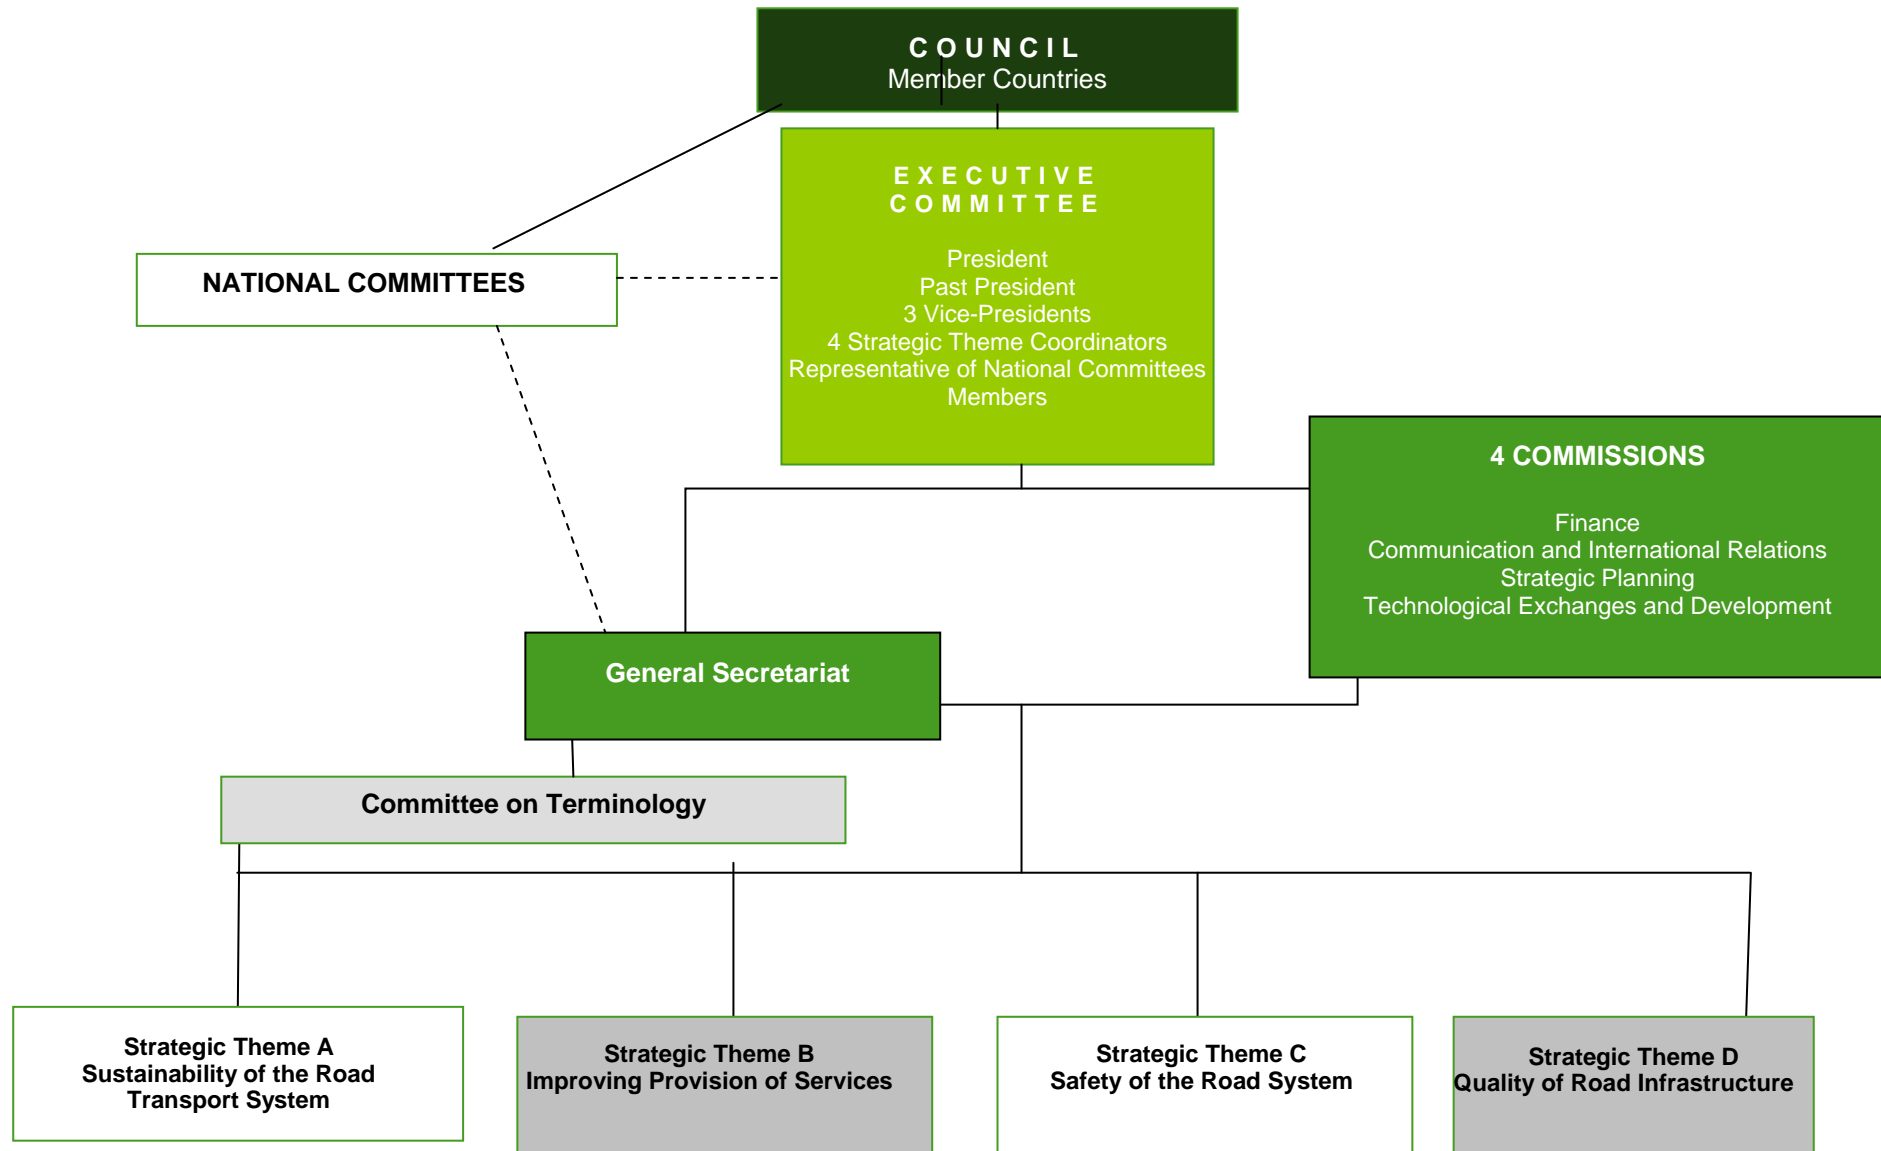 COUNCIL
Member Countries
EXECUTIVE
COMMITTEE
President
Past President
3 Vice-Presidents
4 Strategic Theme Coordinators
Representative of National Committees
Members
NATIONAL COMMITTEES
4 COMMISSIONS
Finance
Communication and International Relations
Strategic Planning
Technological Exchanges and Development
General Secretariat
Committee on Terminology
Strategic Theme A
Sustainability of the Road
Transport System
Strategic Theme B
Improving Provision of Services
Strategic Theme C
Safety of the Road System
Strategic Theme D
Quality of Road Infrastructure